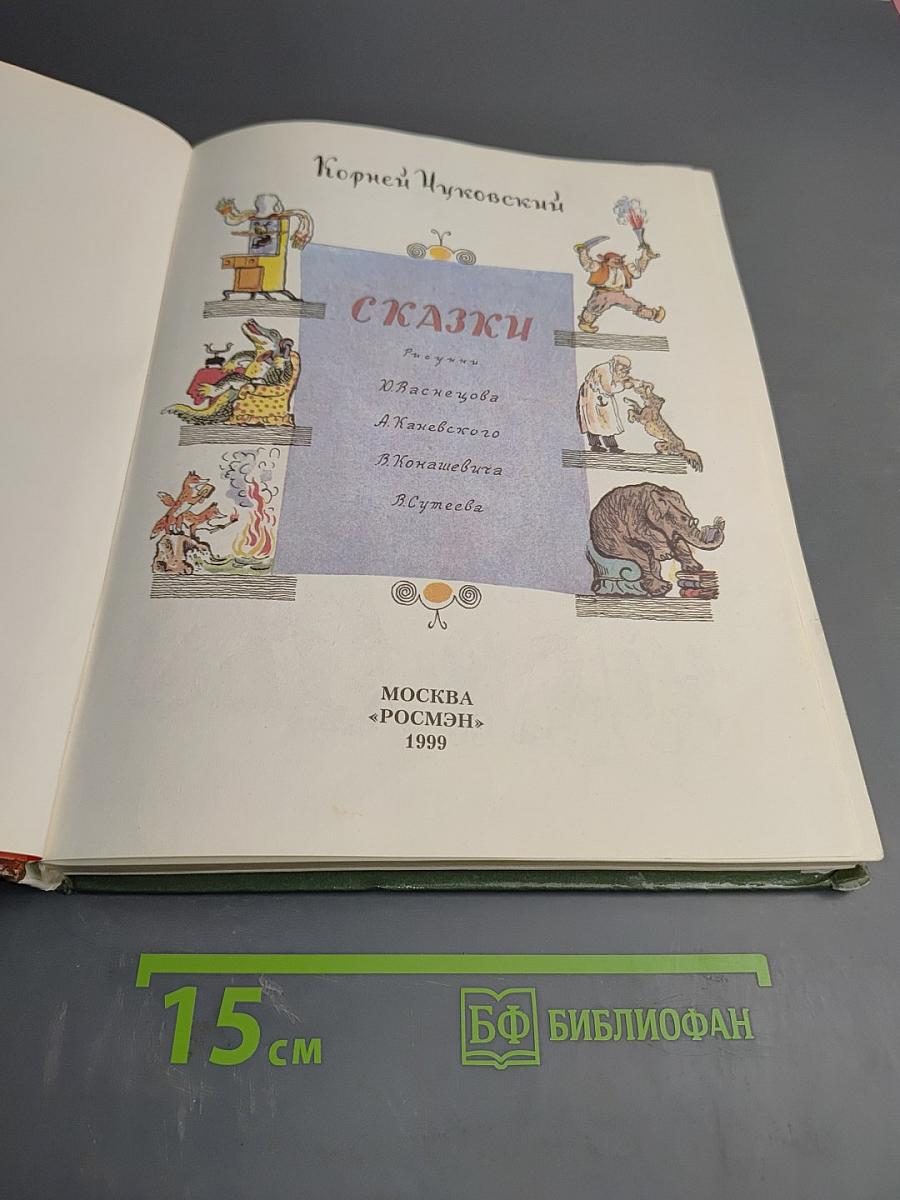 Корней Чуковский
СКАЗКИ
Рисунки
Ю.Васнецова
А.Каневского
В.Конашевича
В.Сутеева
МОСКВА
«РОСМЭН»
1999
15 см
БФ БИБЛИОФАН